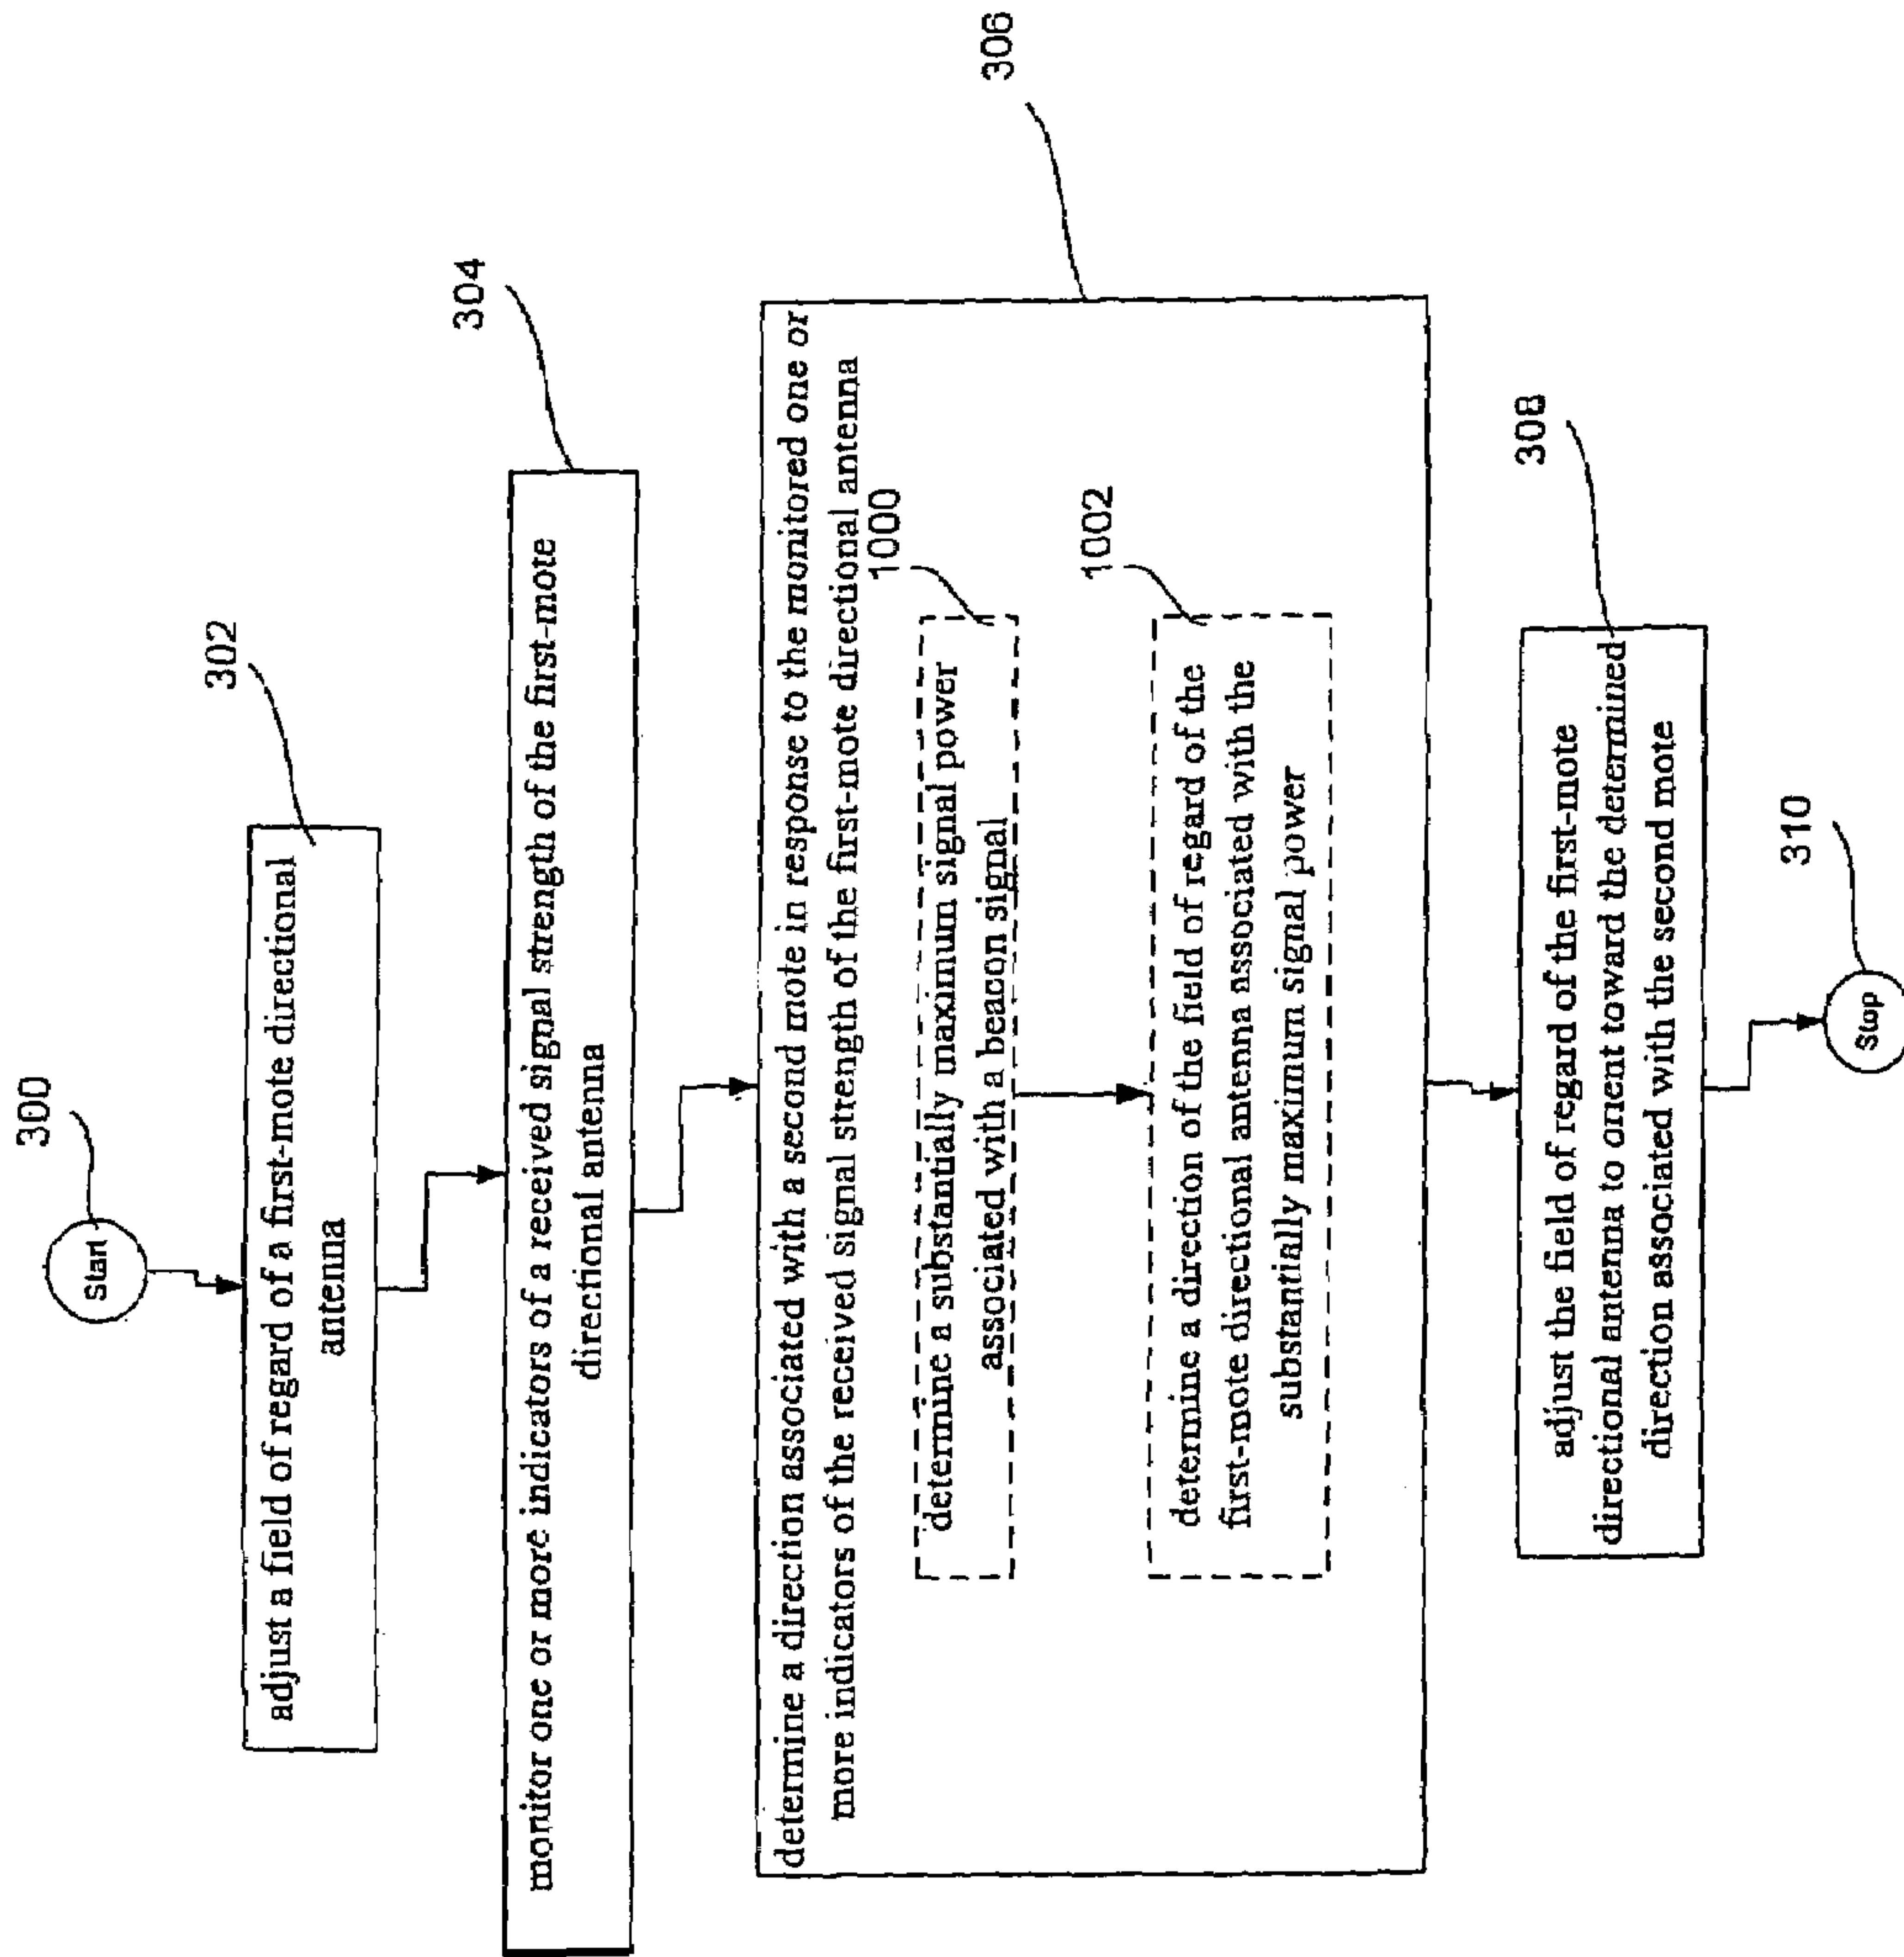 300
Start
302
adjust a field of regard of a first-mote directional
antenna
304
monitor one or more indicators of a received signal strength of the first-mote
directional antenna
306
determine a direction associated with a second mote in response to the monitored one or
more indicators of the received signal strength of the first-mote directional antenna
1000
determine a substantially maximum signal power
associated with a beacon signal
1002
determine a direction of the field of regard of the
first-mote directional antenna associated with the
substantially maximum signal power
308
adjust the field of regard of the first-mote
directional antenna to orient toward the determined
direction associated with the second mote
310
Stop